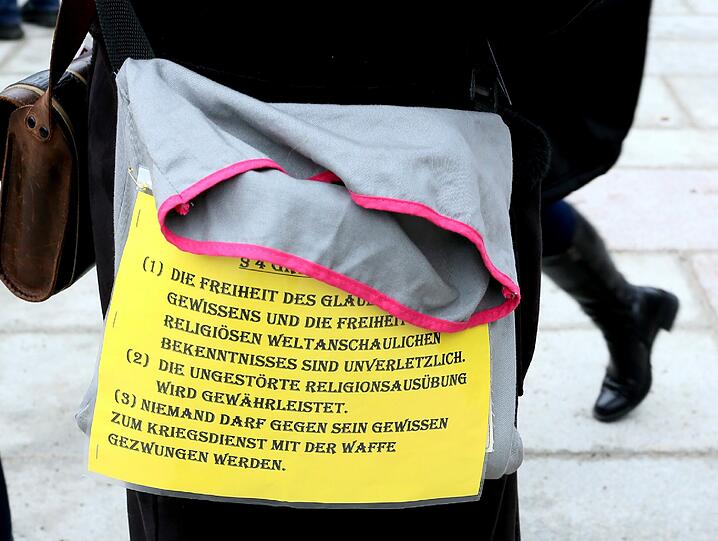 § 4
(1) DIE FREIHEIT DES
GEWISSENS UND DIE FREIHEIT
RELIGIÖSEN WELTANSCHAULICHEN
BEKENNTNISSES SIND UNVERLETZLICH.
(2) DIE UNGESTÖRTE RELIGIONSAUSÜBUNG
WIRD GEWÄHRLEISTET.
(3) NIEMAND DARF GEGEN SEIN GEWISSEN
ZUM KRIEGSDIENST MIT DER WAFFE
GEZWUNGEN WERDEN.